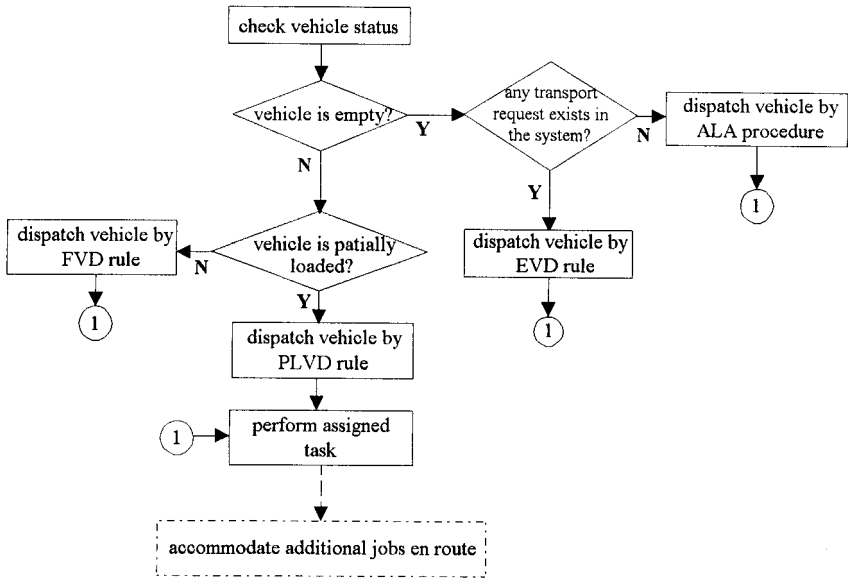 check vehicle status
vehicle is empty?
Y
any transport
request exists in
the system?
N
dispatch vehicle by
ALA procedure
1
N
Y
dispatch vehicle by
EVD rule
1
vehicle is patially
loaded?
N
dispatch vehicle by
FVD rule
1
Y
dispatch vehicle by
PLVD rule
1
perform assigned
task
accommodate additional jobs en route